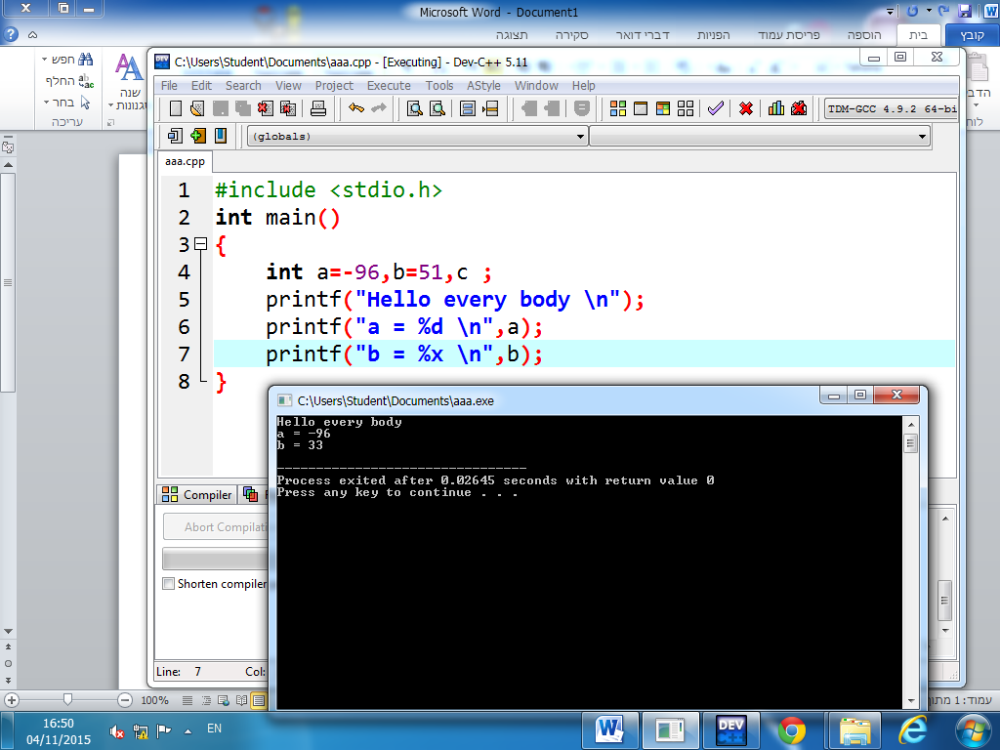 Microsoft Word - Document1
קובץ
בית
הוספה
פריסת עמוד
הפניות
דברי דואר
סקירה
תצוגה
חפש
החלף
בחר
עריכה
שנה
C:\Users\Student\Documents\aaa.cpp - [Executing] - Dev-C++ 5.11
File Edit Search View Project Execute Tools AStyle Window Help
TDM-GCC 4.9.2 64-bi
(globals)
aaa.cpp
1 #include <stdio.h>
2 int main()
3 {
4 int a=-96,b=51,c ;
5 printf("Hello every body \n");
6 printf("a = %d \n",a);
7 printf("b = %x \n",b);
8 }
C:\Users\Student\Documents\aaa.exe
Hello every body
a = -96
b = 33
--------------------------------
Process exited after 0.02645 seconds with return value 0
Press any key to continue . . .
Compiler
Abort Compilati
Shorten compiler
Line: 7 Col:
100%
עמוד: 1 מתוך
16:50
04/11/2015
EN
DEV
C++